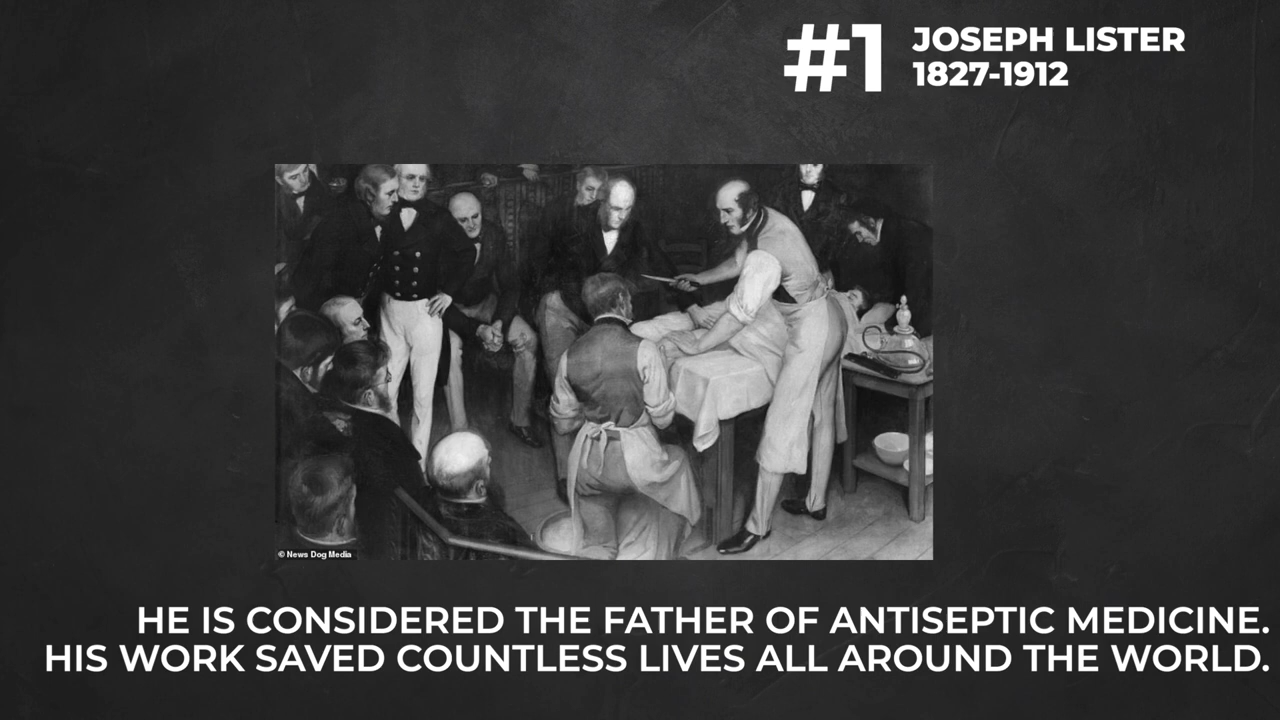 #1 JOSEPH LISTER
1827-1912
© News Dog Media
HE IS CONSIDERED THE FATHER OF ANTISEPTIC MEDICINE.
HIS WORK SAVED COUNTLESS LIVES ALL AROUND THE WORLD.